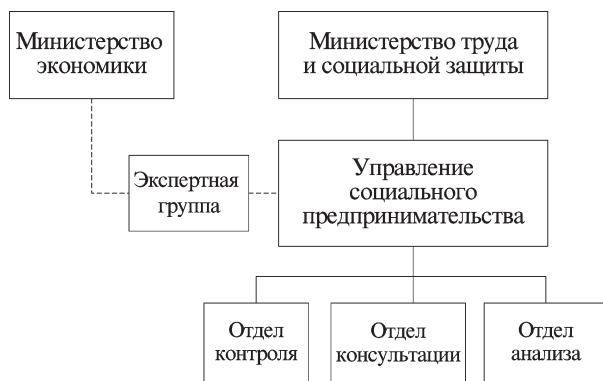 Министерство
экономики
Министерство труда
и социальной защиты
Экспертная
группа
Управление
социального
предпринимательства
Отдел
контроля
Отдел
консультации
Отдел
анализа